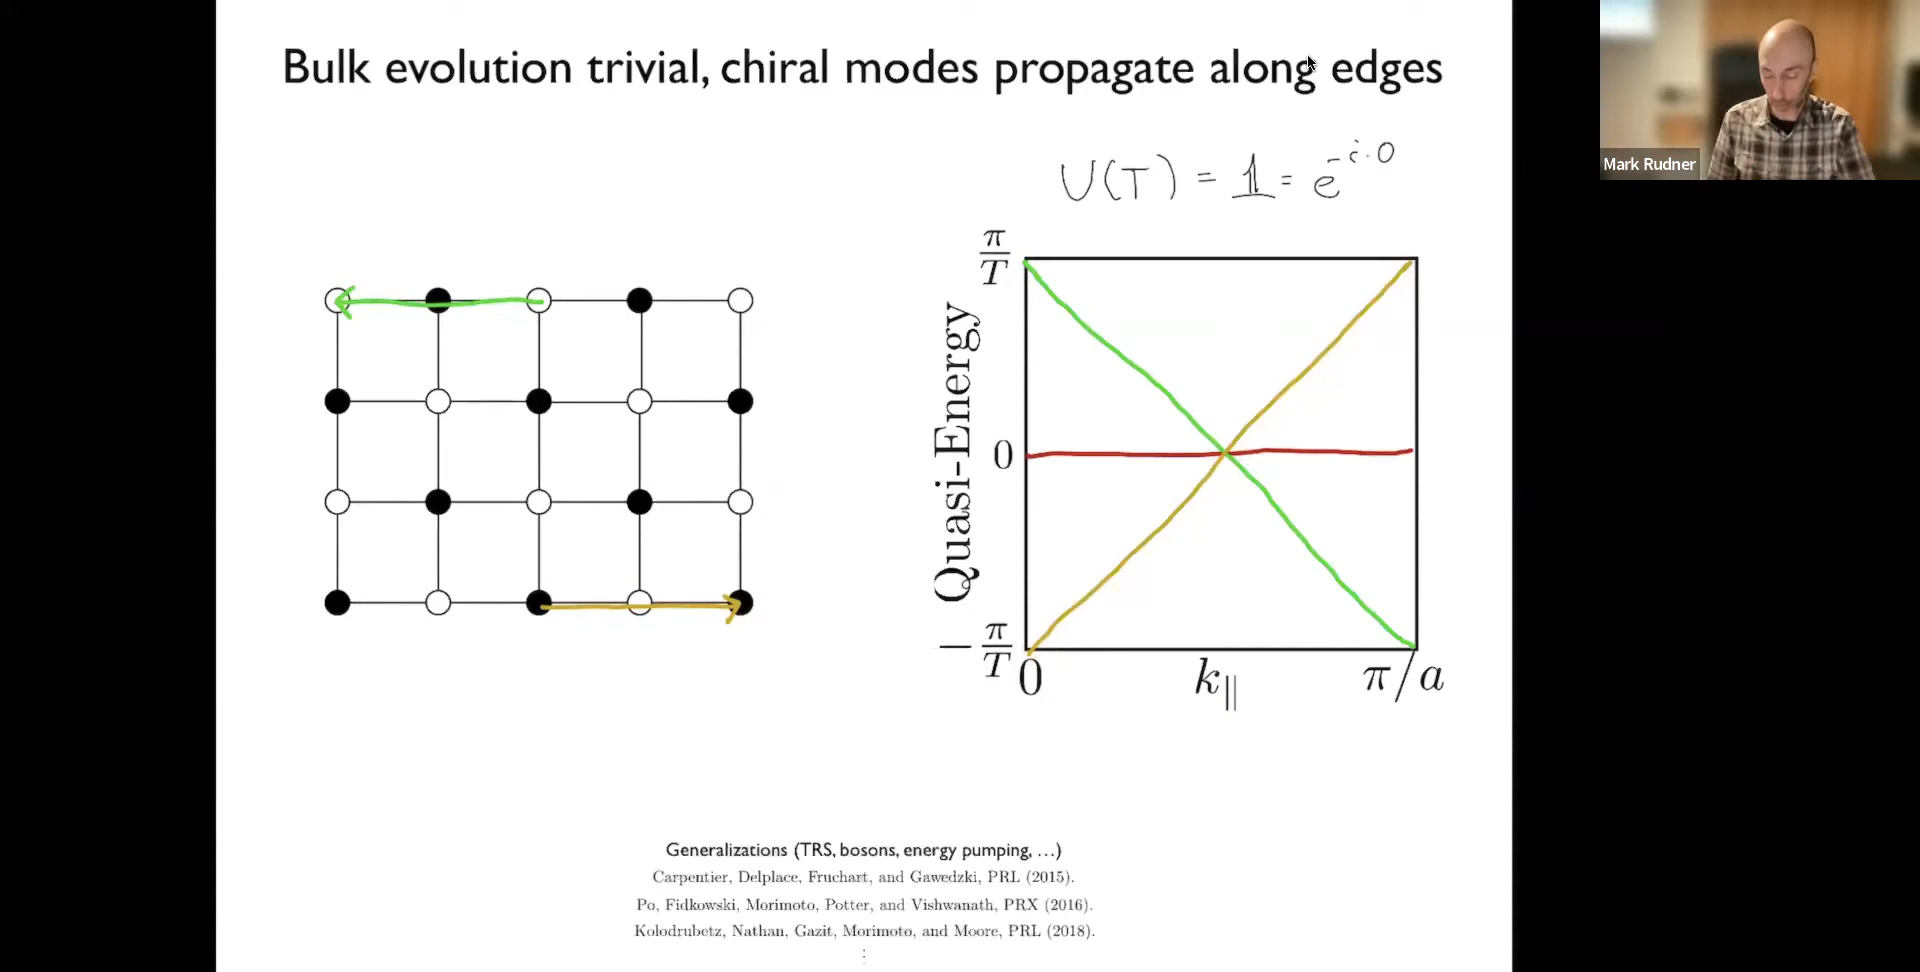 Bulk evolution trivial, chiral modes propagate along edges
Mark Rudner
U(T) = 𝟙 = e^{-i·0}
π/T
Quasi-Energy
0
-π/T
0
k_∥
π/a
Generalizations (TRS, bosons, energy pumping, …)
Carpentier, Delplace, Fruchart, and Gawedzki, PRL (2015).
Po, Fidkowski, Morimoto, Potter, and Vishwanath, PRX (2016).
Kolodrubetz, Nathan, Gazit, Morimoto, and Moore, PRL (2018).
⋮